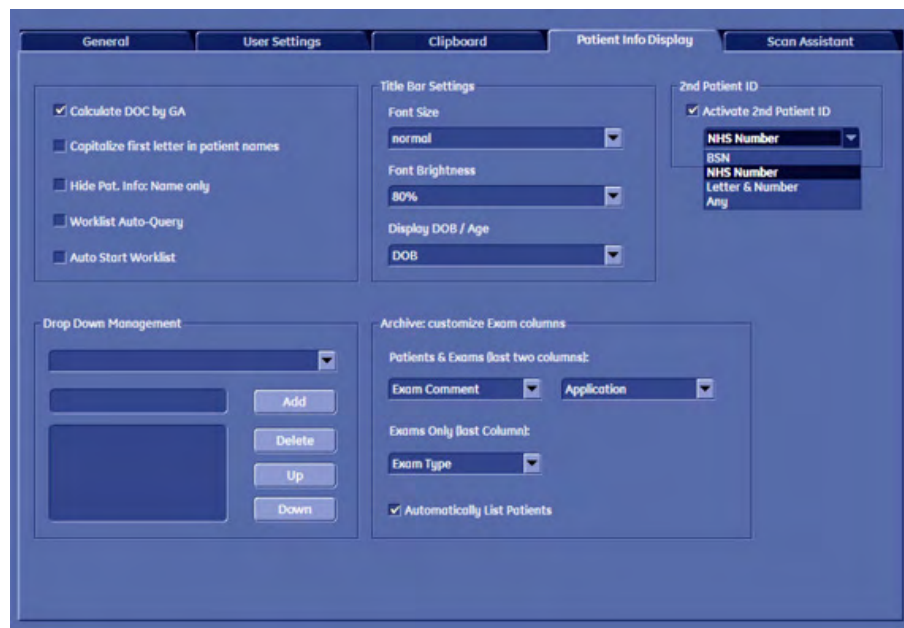 General
User Settings
Clipboard
Patient Info Display
Scan Assistant
Calculate DOC by GA
Capitalize first letter in patient names
Hide Pat. Info: Name only
Worklist Auto-Query
Auto Start Worklist
Title Bar Settings
Font Size
normal
Font Brightness
80%
Display DOB / Age
DOB
2nd Patient ID
Activate 2nd Patient ID
NHS Number
BSN
NHS Number
Letter & Number
Any
Drop Down Management
Add
Delete
Up
Down
Archive: customize Exam columns
Patients & Exams (last two columns):
Exam Comment
Application
Exams Only (last Column):
Exam Type
Automatically List Patients